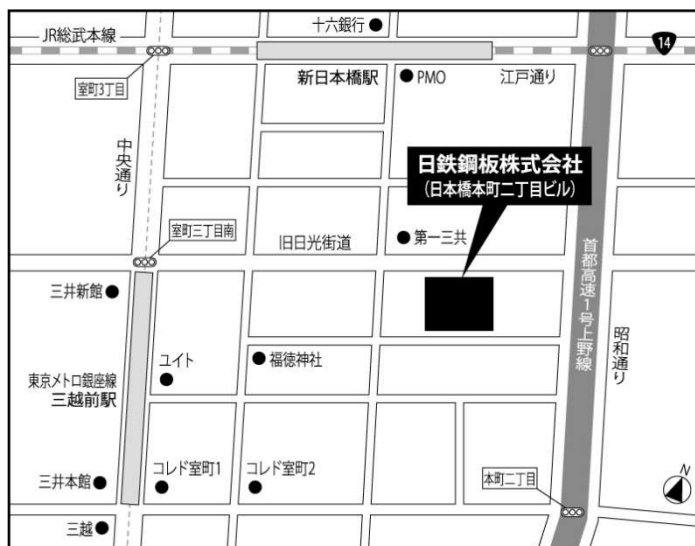 十六銀行
JR総武本線
14
室町3丁目
新日本橋駅
PMO
江戸通り
中央通り
日鉄鋼板株式会社
(日本橋本町二丁目ビル)
室町三丁目南
旧日光街道
第一三共
首都高速1号上野線
昭和通り
三井新館
ユイト
福徳神社
東京メトロ銀座線
三越前駅
コレド室町1
コレド室町2
三井本館
本町二丁目
N
三越